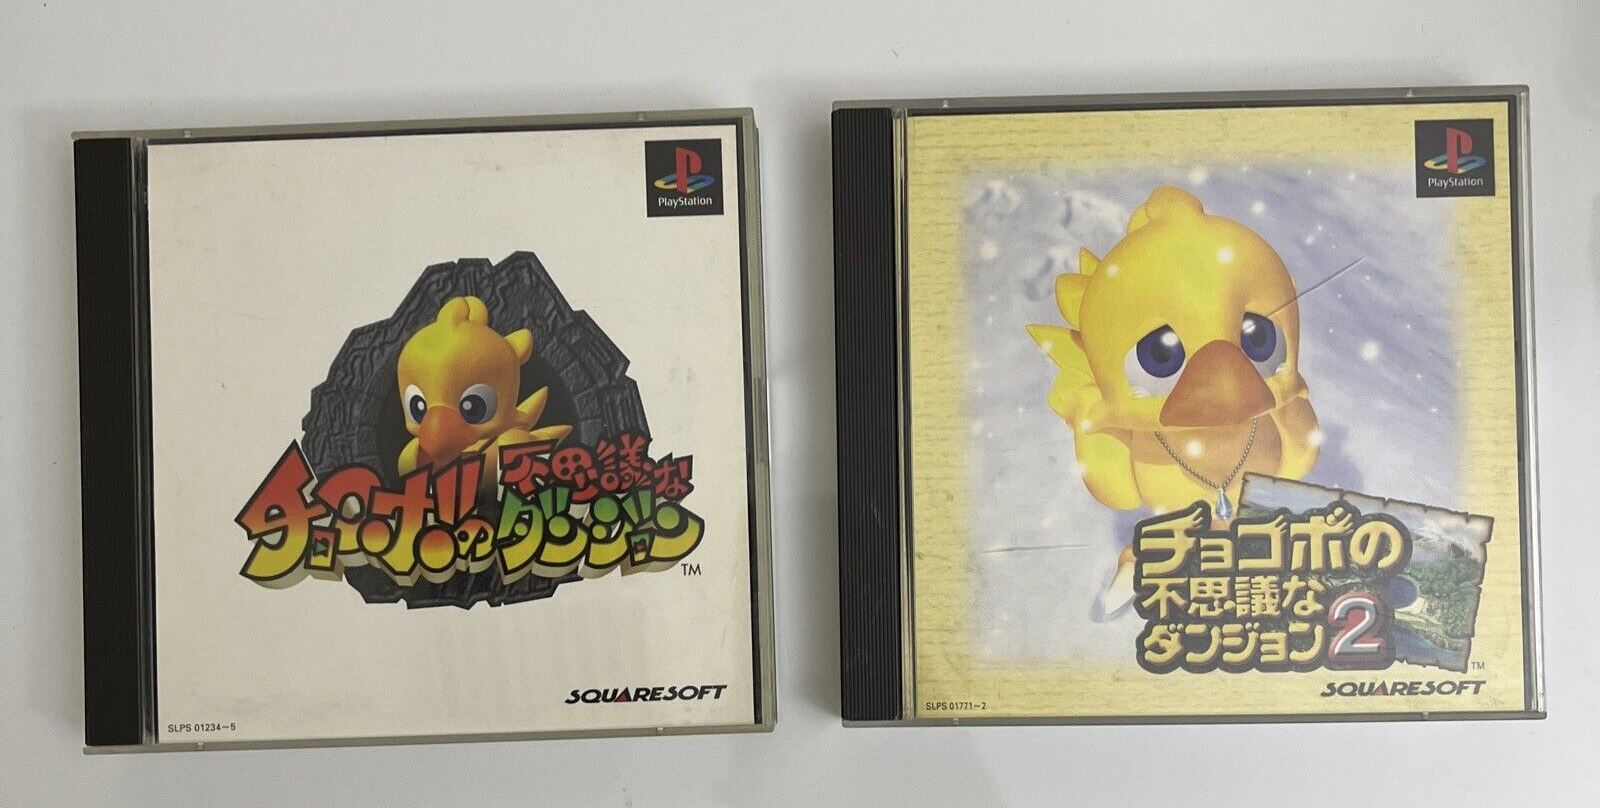 PlayStation
チョコボの
不思議な
ダンジョン
TM
SQUARESOFT
SLPS 01234~5
PlayStation
チョコボの
不思議な
ダンジョン2
TM
SQUARESOFT
SLPS 01771~2